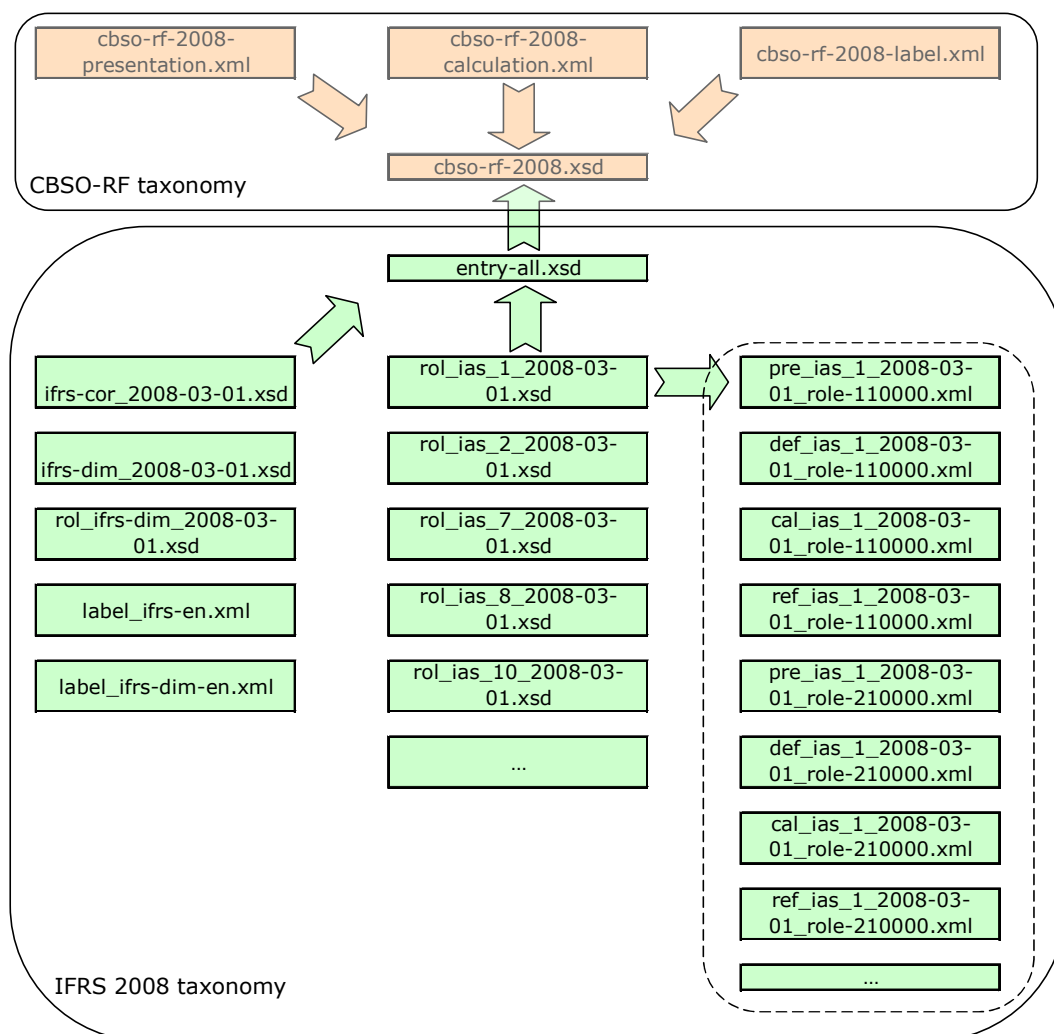 cbso-rf-2008-
presentation.xml
cbso-rf-2008-
calculation.xml
cbso-rf-2008-label.xml
cbso-rf-2008.xsd
CBSO-RF taxonomy
entry-all.xsd
ifrs-cor_2008-03-01.xsd
ifrs-dim_2008-03-01.xsd
rol_ifrs-dim_2008-03-
01.xsd
label_ifrs-en.xml
label_ifrs-dim-en.xml
rol_ias_1_2008-03-
01.xsd
rol_ias_2_2008-03-
01.xsd
rol_ias_7_2008-03-
01.xsd
rol_ias_8_2008-03-
01.xsd
rol_ias_10_2008-03-
01.xsd
...
pre_ias_1_2008-03-
01_role-110000.xml
def_ias_1_2008-03-
01_role-110000.xml
cal_ias_1_2008-03-
01_role-110000.xml
ref_ias_1_2008-03-
01_role-110000.xml
pre_ias_1_2008-03-
01_role-210000.xml
def_ias_1_2008-03-
01_role-210000.xml
cal_ias_1_2008-03-
01_role-210000.xml
ref_ias_1_2008-03-
01_role-210000.xml
...
IFRS 2008 taxonomy